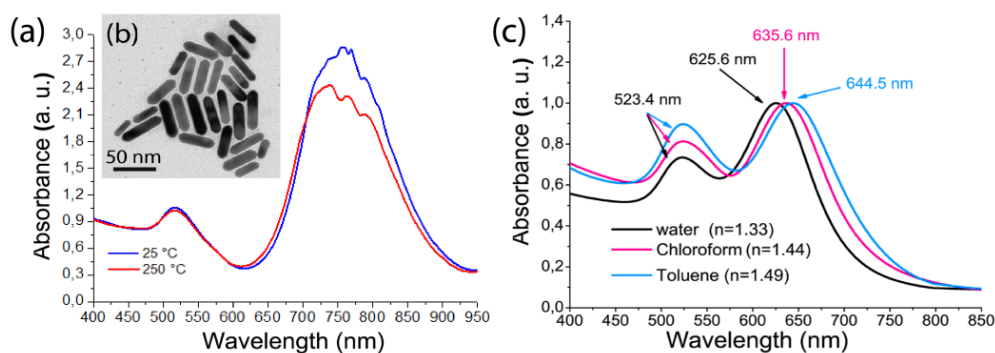 (a)
(b)
50 nm
Absorbance (a. u.)
3,0
2,7
2,4
2,1
1,8
1,5
1,2
0,9
0,6
0,3
0,0
25 °C
250 °C
400 450 500 550 600 650 700 750 800 850 900 950
Wavelength (nm)
(c)
Absorbance (a. u.)
1,4
1,2
1,0
0,8
0,6
0,4
0,2
0,0
635.6 nm
625.6 nm
644.5 nm
523.4 nm
water (n=1.33)
Chloroform (n=1.44)
Toluene (n=1.49)
400 450 500 550 600 650 700 750 800 850
Wavelength (nm)